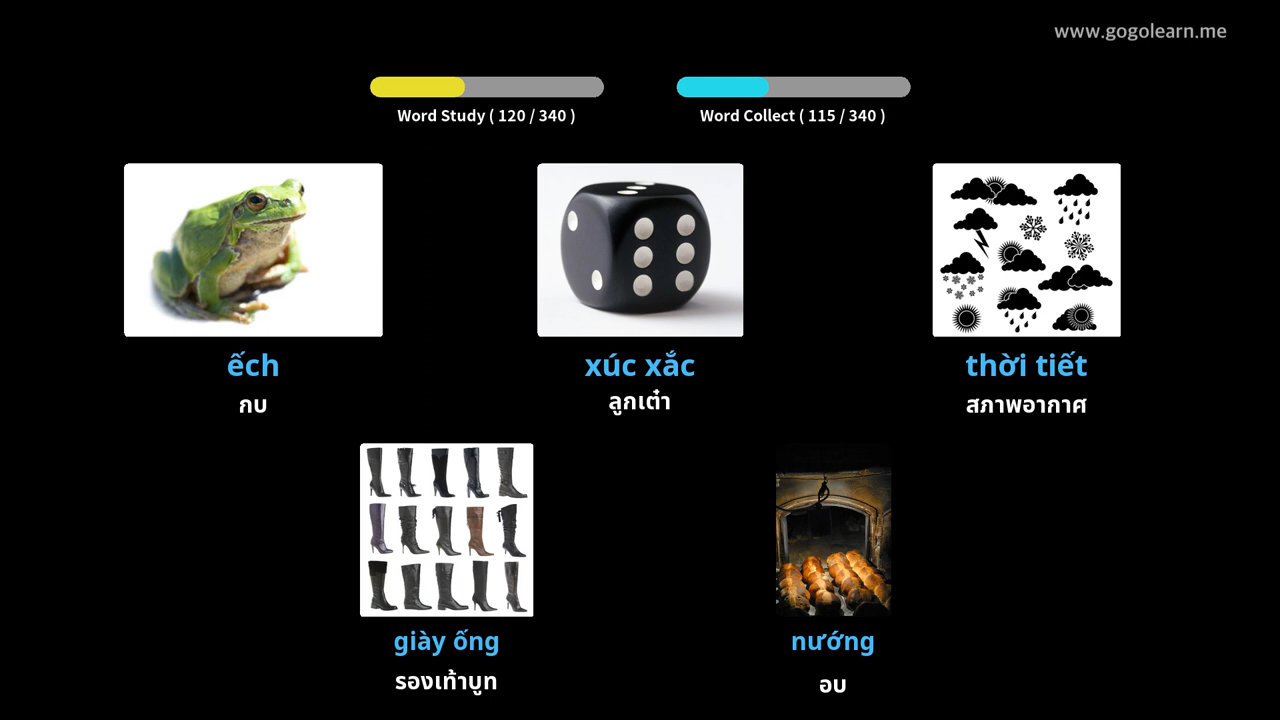 www.gogolearn.me
Word Study ( 120 / 340 )
Word Collect ( 115 / 340 )
ếch
กบ
xúc xắc
ลูกเต๋า
thời tiết
สภาพอากาศ
giày ống
รองเท้าบูท
nướng
อบ